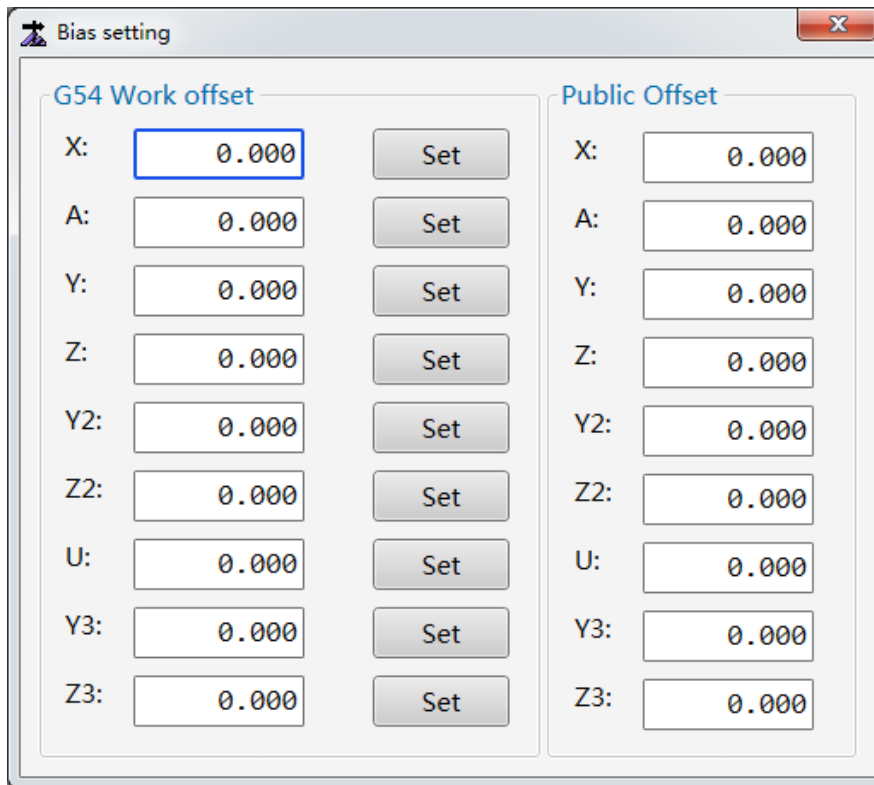 Bias setting
G54 Work offset
X: 0.000 Set
A: 0.000 Set
Y: 0.000 Set
Z: 0.000 Set
Y2: 0.000 Set
Z2: 0.000 Set
U: 0.000 Set
Y3: 0.000 Set
Z3: 0.000 Set
Public Offset
X: 0.000
A: 0.000
Y: 0.000
Z: 0.000
Y2: 0.000
Z2: 0.000
U: 0.000
Y3: 0.000
Z3: 0.000